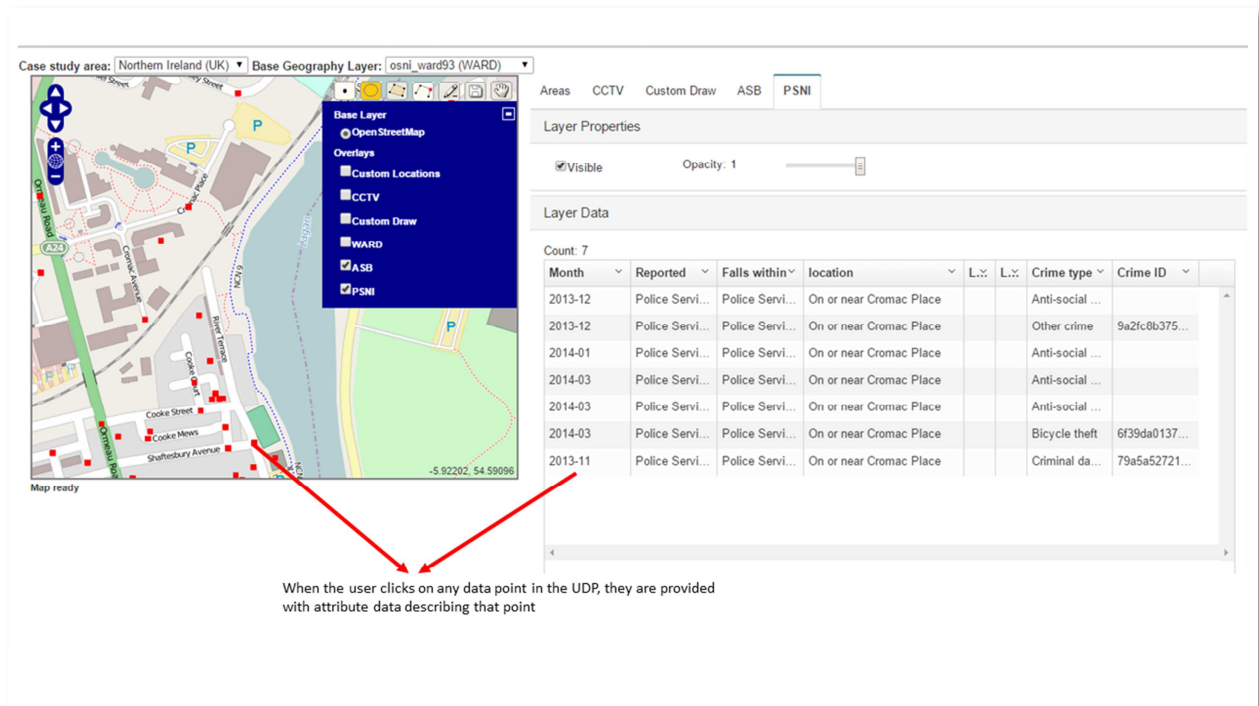 Case study area: Northern Ireland (UK) Base Geography Layer: osni_ward93 (WARD)
Areas CCTV Custom Draw ASB PSNI
Layer Properties
Visible Opacity: 1
Layer Data
Count: 7
Month Reported Falls within location L... L... Crime type Crime ID
2013-12 Police Servi... Police Servi... On or near Cromac Place Anti-social ...
2013-12 Police Servi... Police Servi... On or near Cromac Place Other crime 9a2fc8b375...
2014-01 Police Servi... Police Servi... On or near Cromac Place Anti-social ...
2014-03 Police Servi... Police Servi... On or near Cromac Place Anti-social ...
2014-03 Police Servi... Police Servi... On or near Cromac Place Anti-social ...
2014-03 Police Servi... Police Servi... On or near Cromac Place Bicycle theft 6f39da0137...
2013-11 Police Servi... Police Servi... On or near Cromac Place Criminal da... 79a5a52721...
Base Layer
OpenStreetMap
Overlays
Custom Locations
CCTV
Custom Draw
WARD
ASB
PSNI
P
P
Cromac Place
Ormeau Road
A24
Cromac Avenue
NCN 9
Lagan
River Terrace
P
Cooke Court
Cooke Street
Cooke Mews
Shaftesbury Avenue
Ormeau Roa
NCN
P
-5.92202, 54.59096
Map ready
When the user clicks on any data point in the UDP, they are provided
with attribute data describing that point